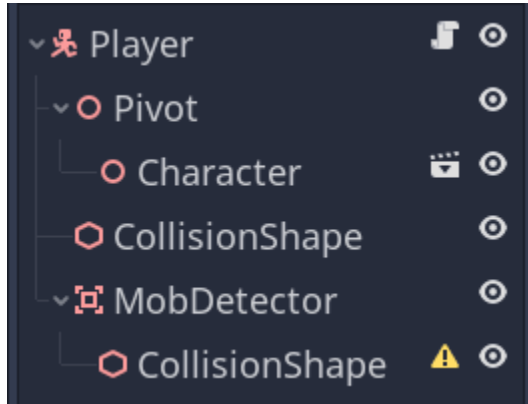 Player
Pivot
Character
CollisionShape
MobDetector
CollisionShape